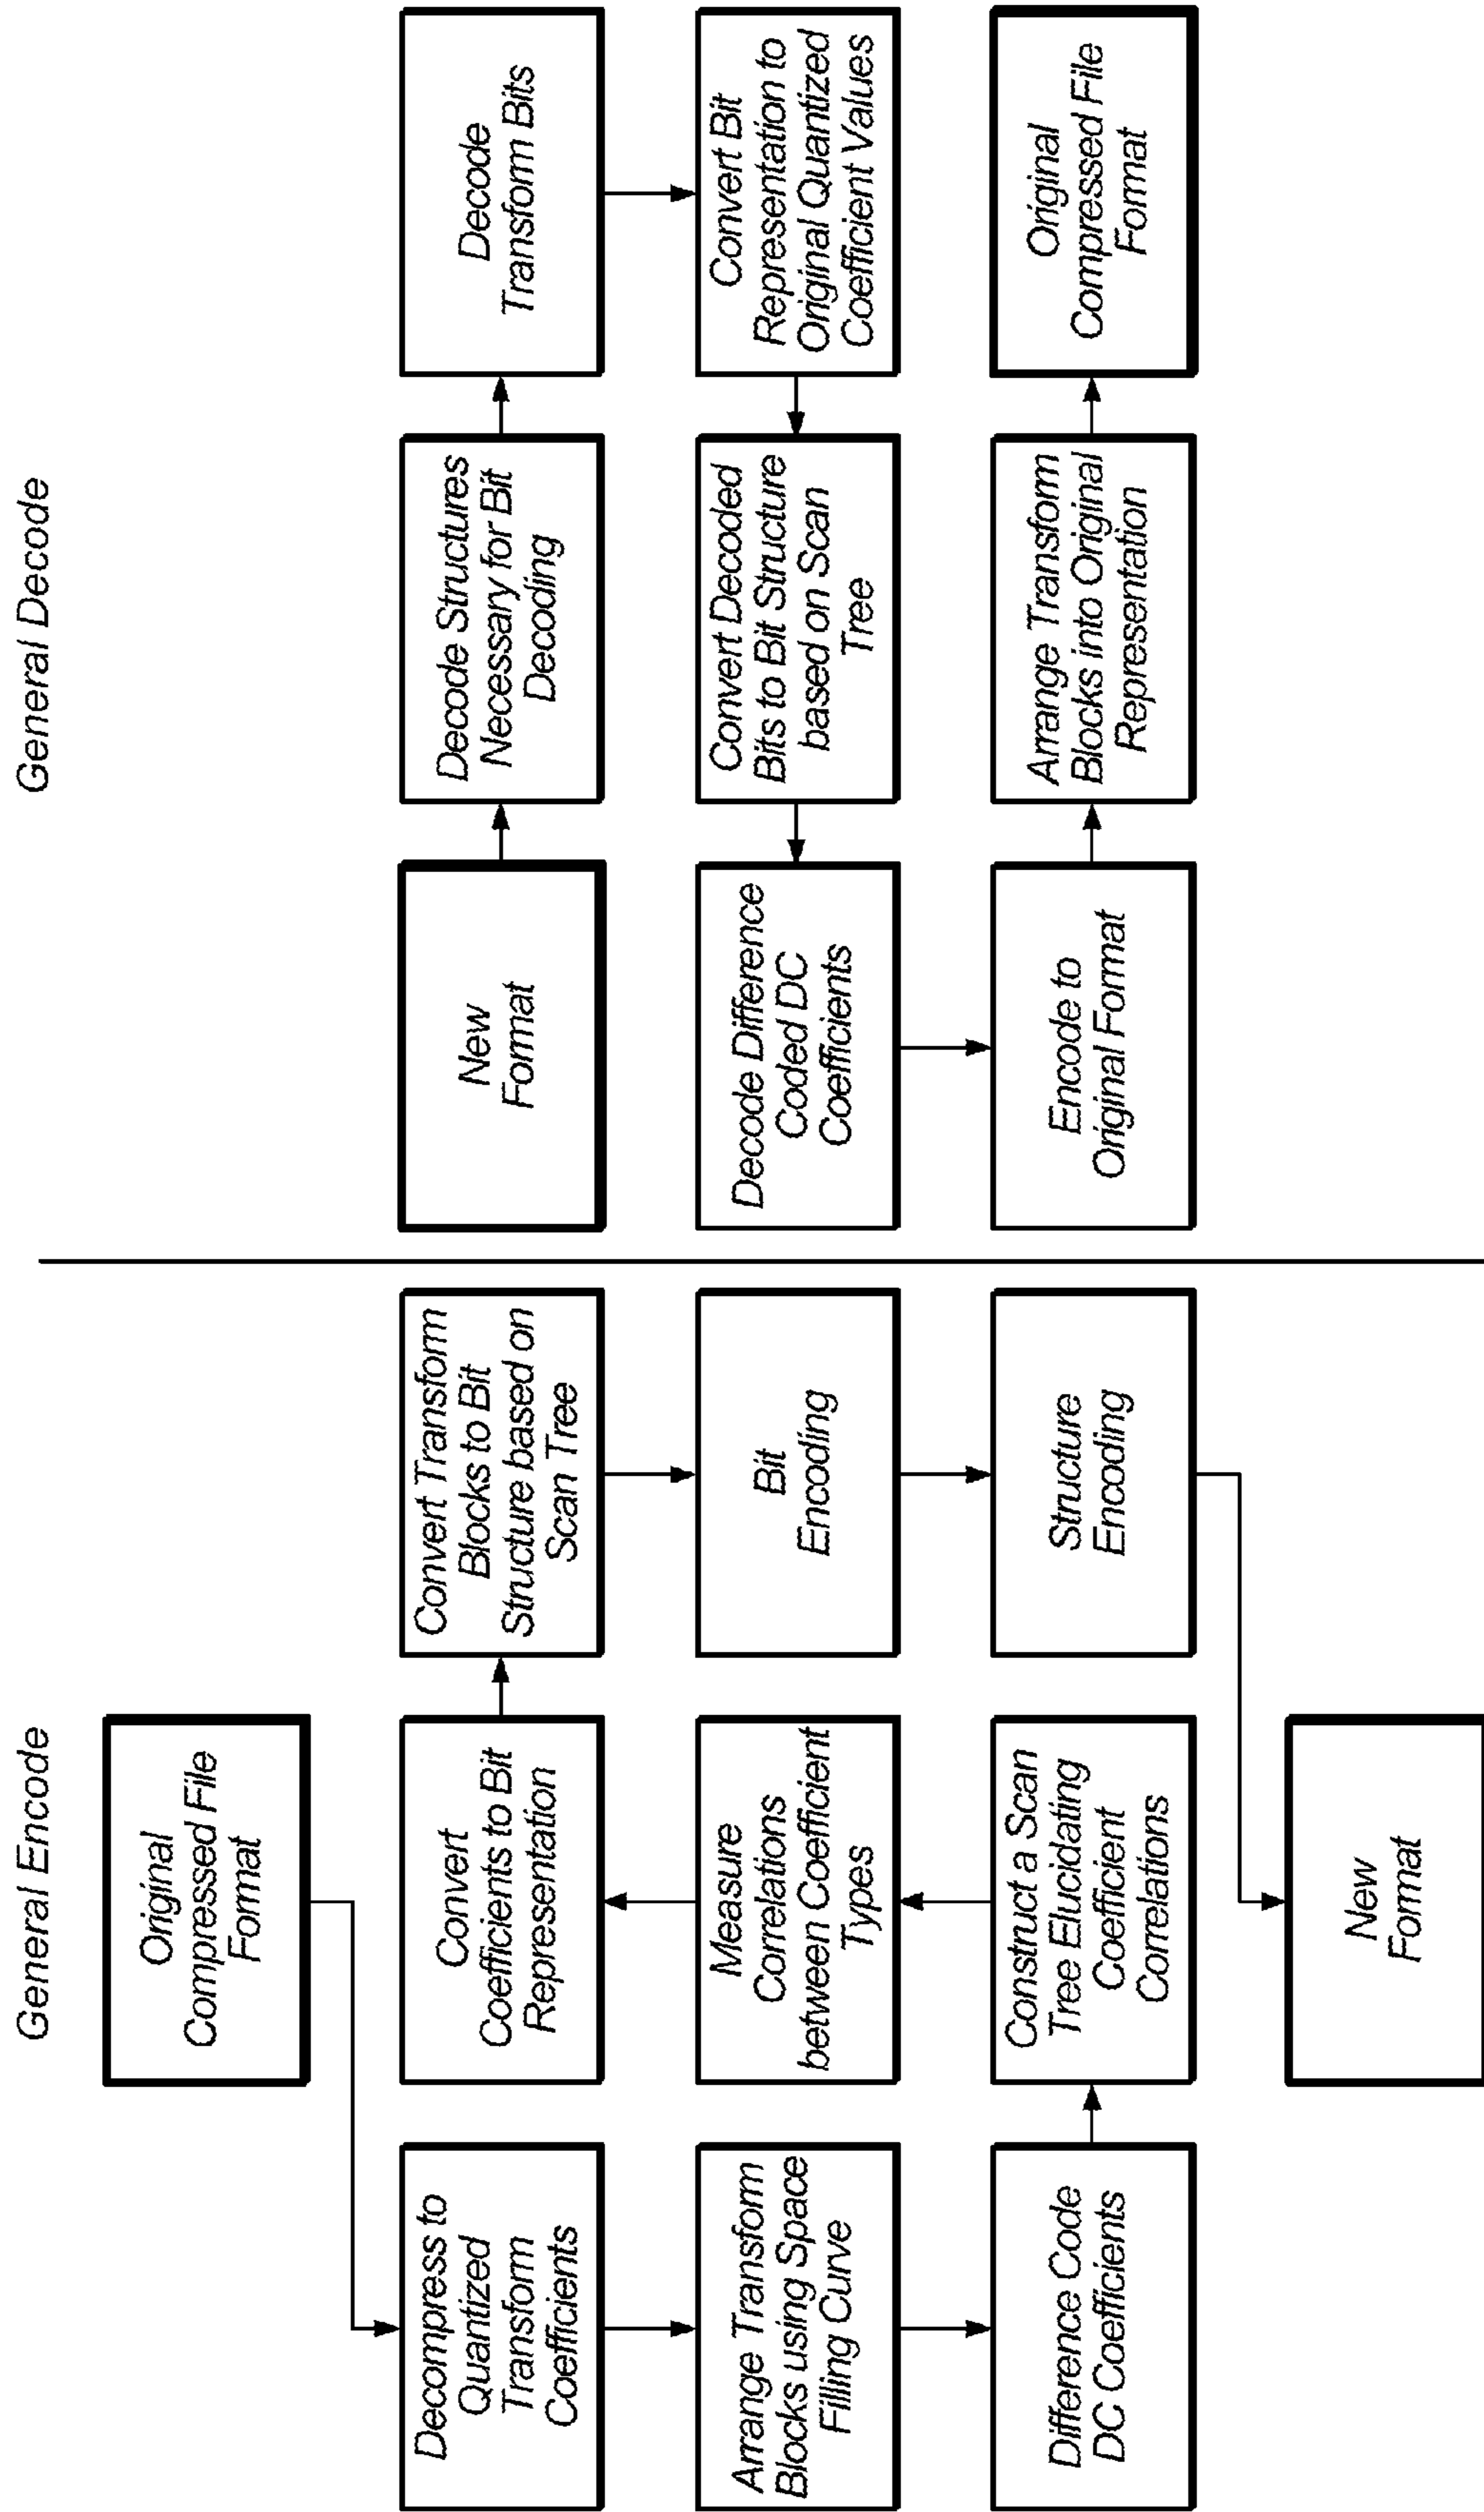 General Encode
Original
Compressed File
Format
Decompress to
Quantized
Transform
Coefficients
Arrange Transform
Blocks using Space
Filling Curve
Difference Code
DC Coefficients
Construct a Scan
Tree Elucidating
Coefficient
Correlations
Measure
Correlations
between Coefficient
Types
Convert
Coefficients to Bit
Representation
Convert Transform
Blocks to Bit
Structure based on
Scan Tree
Bit
Encoding
Structure
Encoding
New
Format
General Decode
New
Format
Decode Structures
Necessary for Bit
Decoding
Decode
Transform Bits
Convert Bit
Representation to
Original Quantized
Coefficient Values
Convert Decoded
Bits to Bit Structure
based on Scan
Tree
Decode Difference
Coded DC
Coefficients
Encode to
Original Format
Arrange Transform
Blocks into Original
Representation
Original
Compressed File
Format